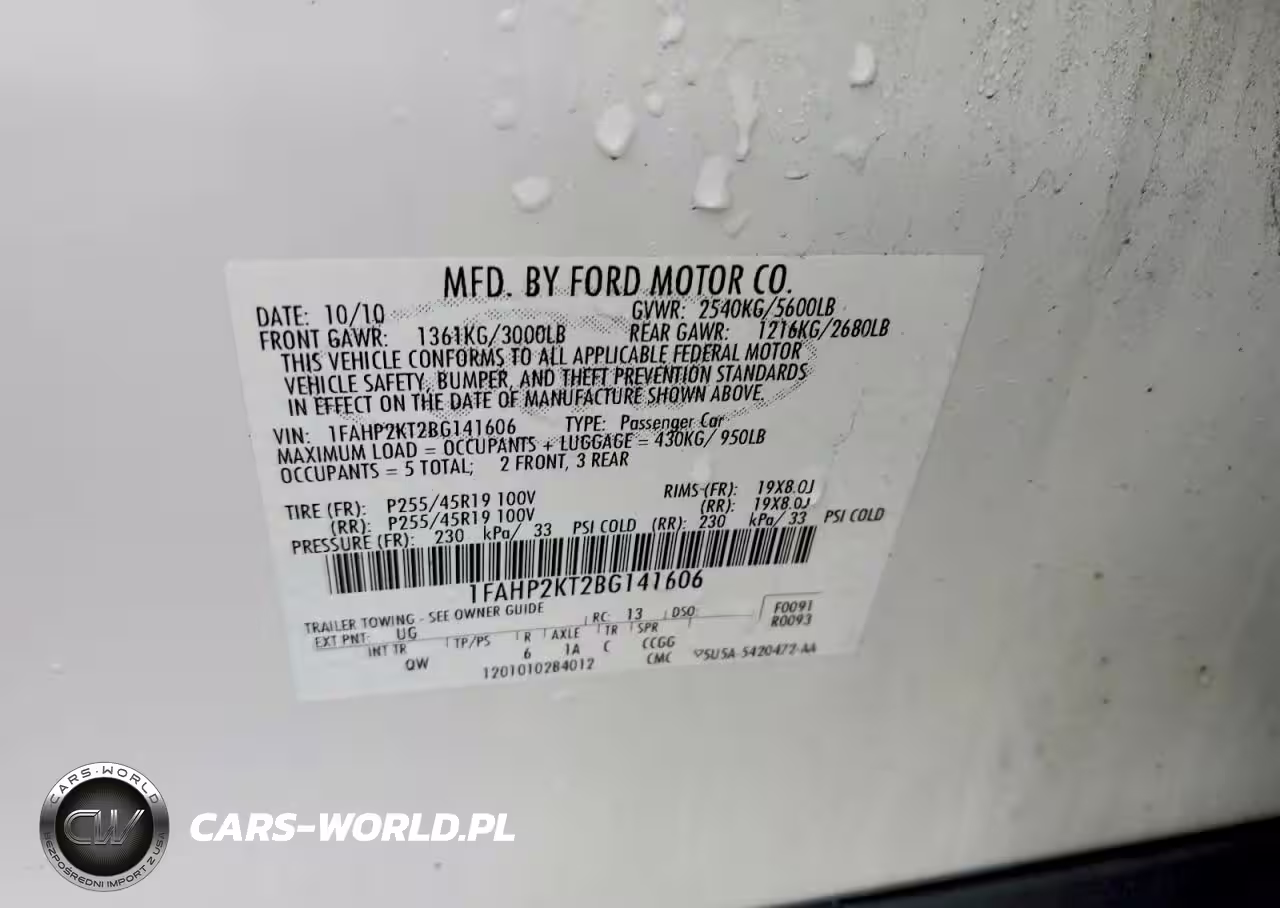 MFD. BY FORD MOTOR CO.
DATE: 10/10 GVWR: 2540KG/5600LB
FRONT GAWR: 1361KG/3000LB REAR GAWR: 1216KG/2680LB
THIS VEHICLE CONFORMS TO ALL APPLICABLE FEDERAL MOTOR
VEHICLE SAFETY, BUMPER, AND THEFT PREVENTION STANDARDS
IN EFFECT ON THE DATE OF MANUFACTURE SHOWN ABOVE.
VIN: 1FAHP2KT2BG141606 TYPE: Passenger Car
MAXIMUM LOAD = OCCUPANTS + LUGGAGE = 430KG/ 950LB
OCCUPANTS = 5 TOTAL; 2 FRONT, 3 REAR
TIRE (FR): P255/45R19 100V RIMS (FR): 19X8.0J
(RR): P255/45R19 100V (RR): 19X8.0J
PRESSURE (FR): 230 kPa/ 33 PSI COLD (RR): 230 kPa/ 33 PSI COLD
1FAHP2KT2BG141606
TRAILER TOWING - SEE OWNER GUIDE RC: 13 DSO: F0091
R0093
EXT PNT: UG
INT TR TP/PS R AXLE TR SPR
QW 6 1A C CCGG
1201010284012 CMC 5U5A-5420472-AA
CARS-WORLD
CW
BEZPOŚREDNI IMPORT Z USA
CARS-WORLD.PL